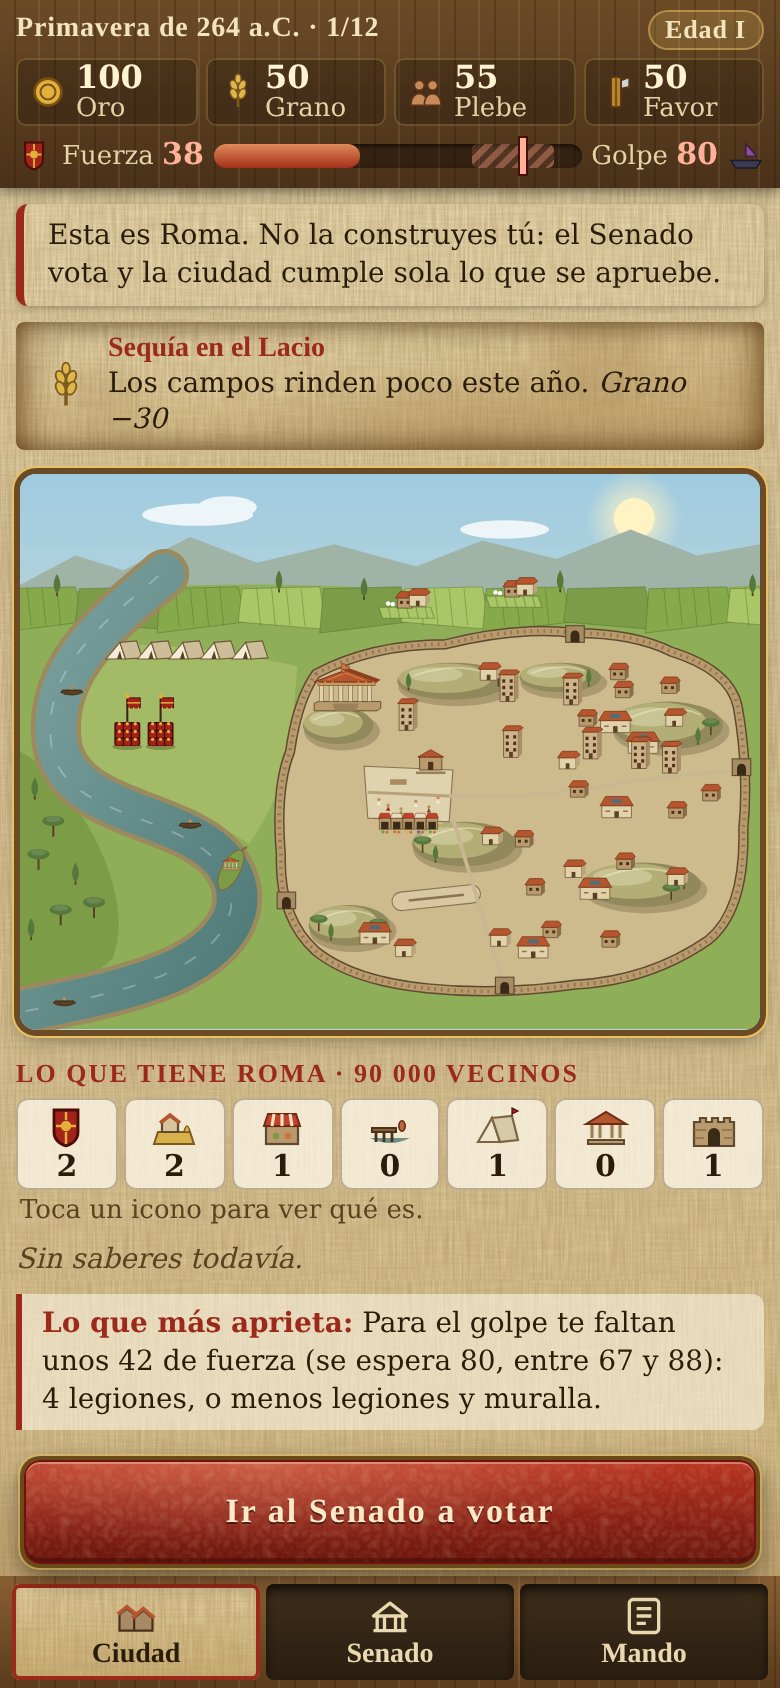 Primavera de 264 a.C. · 1/12
Edad I
100
Oro
50
Grano
55
Plebe
50
Favor
Fuerza 38
Golpe 80
Esta es Roma. No la construyes tú: el Senado
vota y la ciudad cumple sola lo que se apruebe.
Sequía en el Lacio
Los campos rinden poco este año. Grano
−30
LO QUE TIENE ROMA · 90 000 VECINOS
2
2
1
0
1
0
1
Toca un icono para ver qué es.
Sin saberes todavía.
Lo que más aprieta: Para el golpe te faltan
unos 42 de fuerza (se espera 80, entre 67 y 88):
4 legiones, o menos legiones y muralla.
Ir al Senado a votar
Ciudad
Senado
Mando